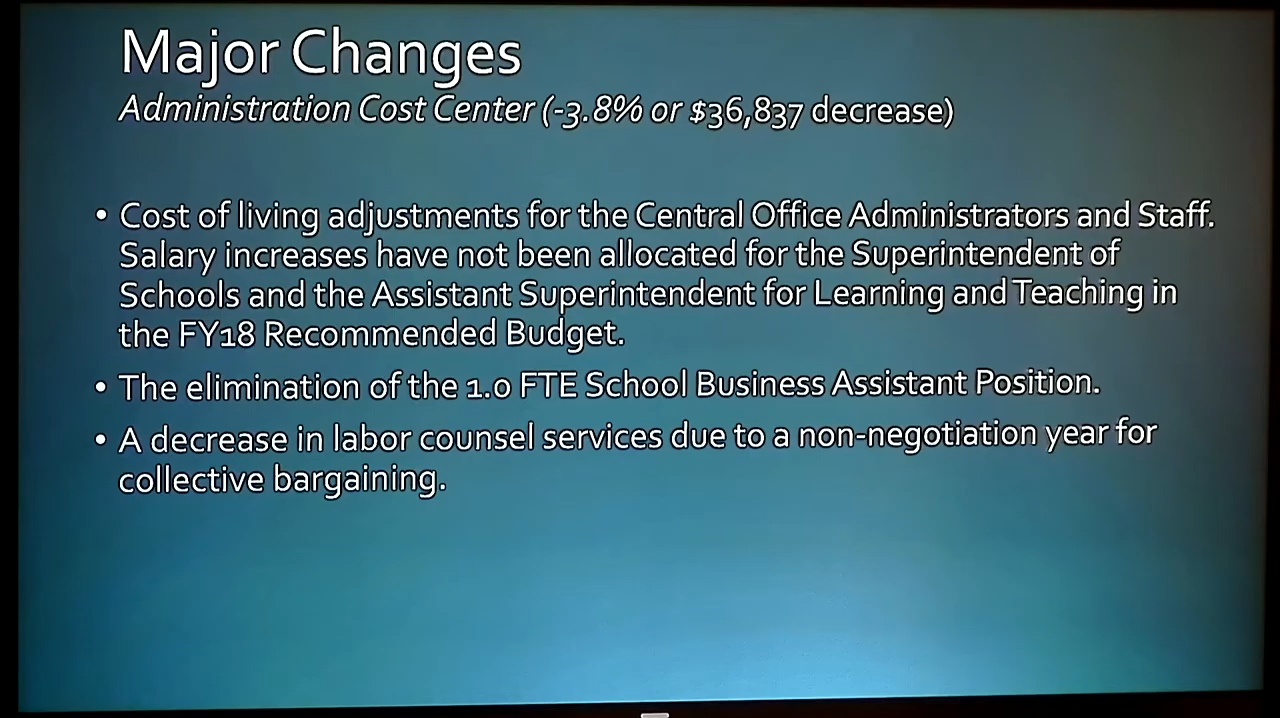 Major Changes
Administration Cost Center (-3.8% or $36,837 decrease)
• Cost of living adjustments for the Central Office Administrators and Staff.
Salary increases have not been allocated for the Superintendent of
Schools and the Assistant Superintendent for Learning and Teaching in
the FY18 Recommended Budget.
• The elimination of the 1.0 FTE School Business Assistant Position.
• A decrease in labor counsel services due to a non-negotiation year for
collective bargaining.